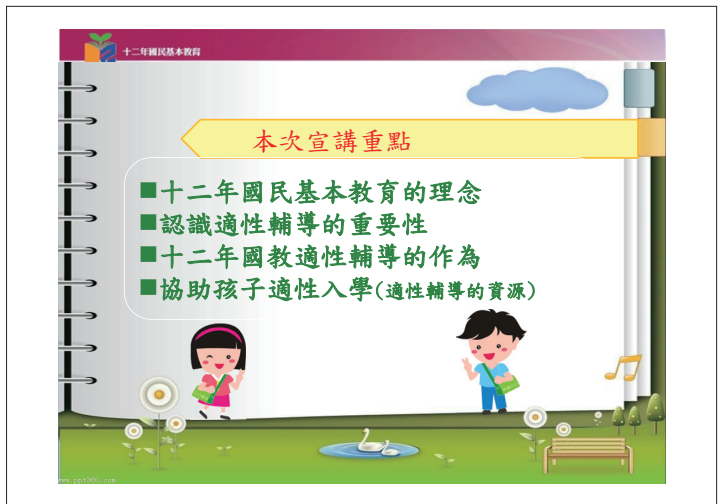 十二年國民基本教育
本次宣講重點
■十二年國民基本教育的理念
■認識適性輔導的重要性
■十二年國教適性輔導的作為
■協助孩子適性入學(適性輔導的資源)
www.ppt360.com